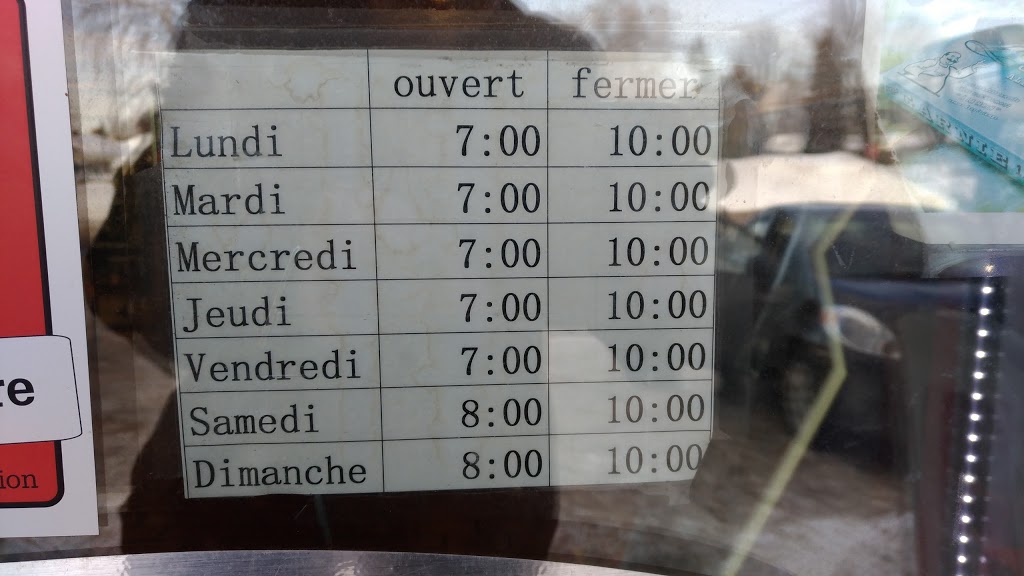 ouvert fermer
Lundi 7:00 10:00
Mardi 7:00 10:00
Mercredi 7:00 10:00
Jeudi 7:00 10:00
Vendredi 7:00 10:00
Samedi 8:00 10:00
Dimanche 8:00 10:00
re
ion